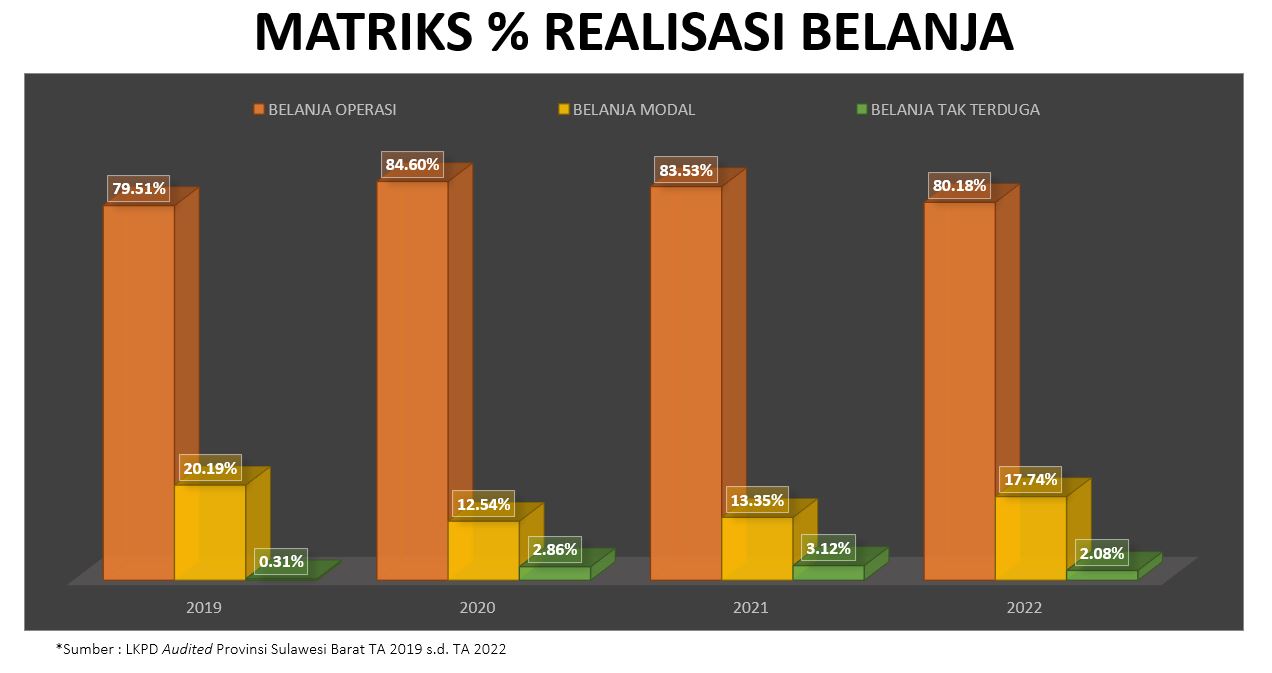 MATRIKS % REALISASI BELANJA
BELANJA OPERASI BELANJA MODAL BELANJA TAK TERDUGA
79.51% 84.60% 83.53% 80.18%
20.19% 12.54% 13.35% 17.74%
0.31% 2.86% 3.12% 2.08%
2019 2020 2021 2022
*Sumber : LKPD Audited Provinsi Sulawesi Barat TA 2019 s.d. TA 2022